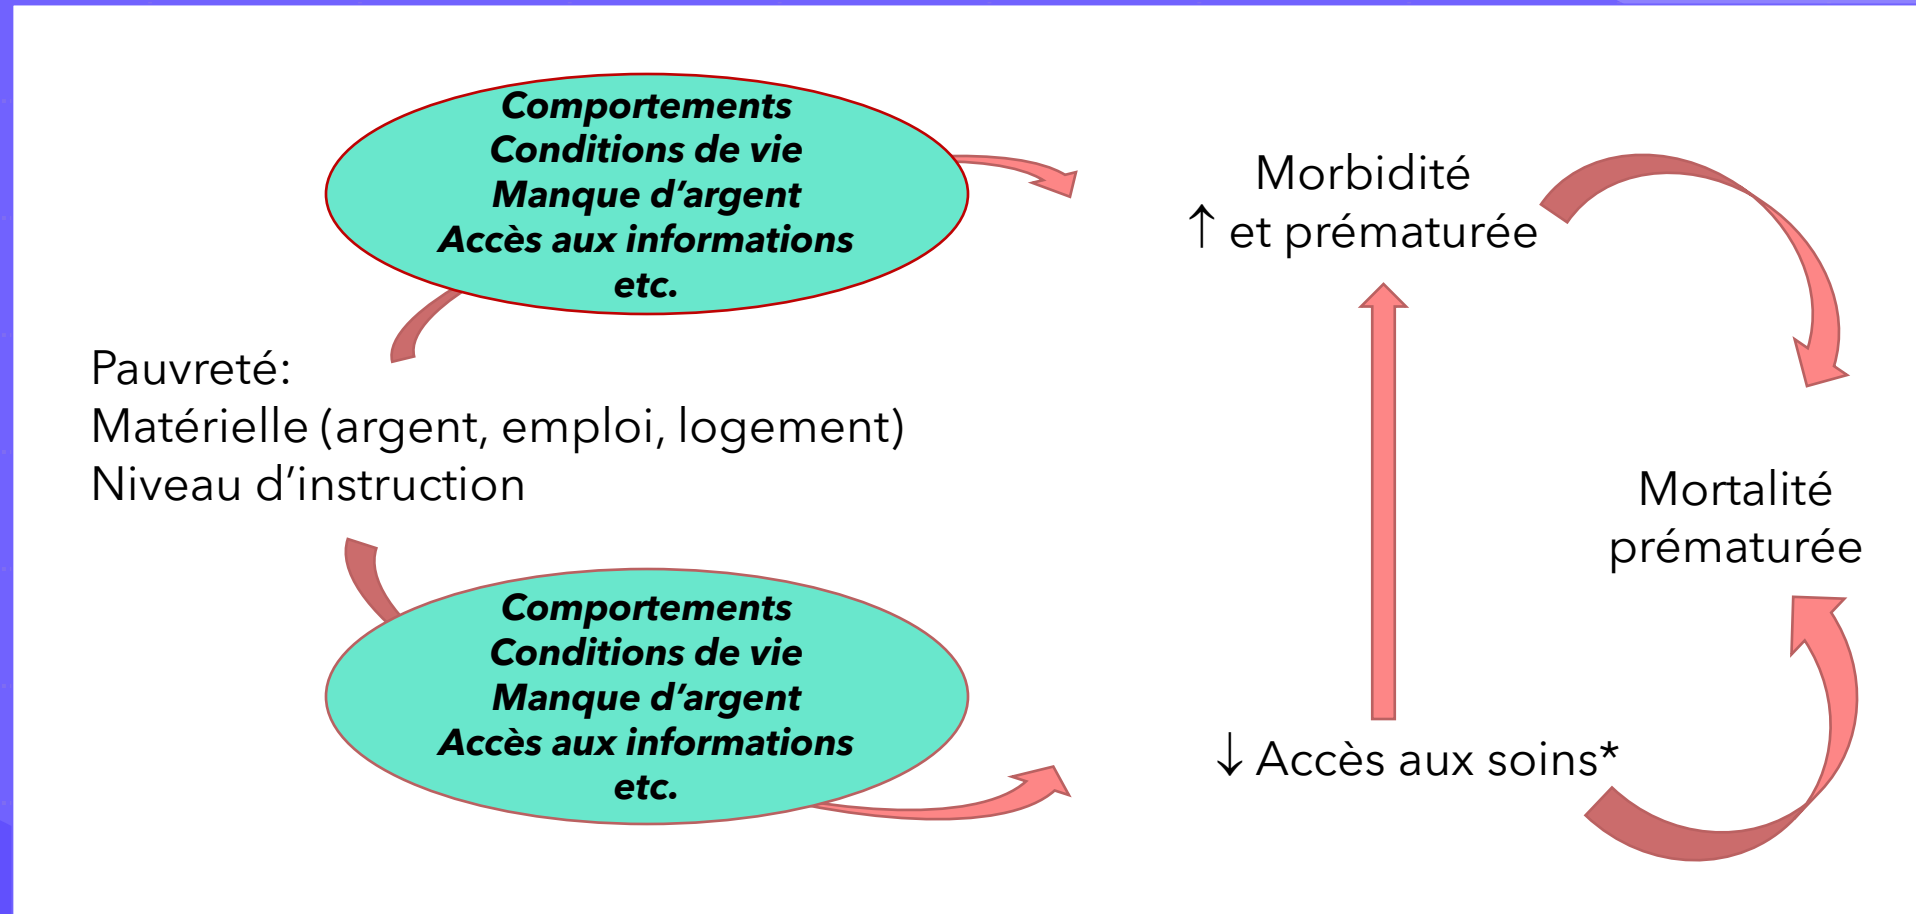 Comportements
Conditions de vie
Manque d’argent
Accès aux informations
etc.
Morbidité
↑ et prématurée
Pauvreté:
Matérielle (argent, emploi, logement)
Niveau d’instruction
Mortalité
prématurée
Comportements
Conditions de vie
Manque d’argent
Accès aux informations
etc.
↓ Accès aux soins*